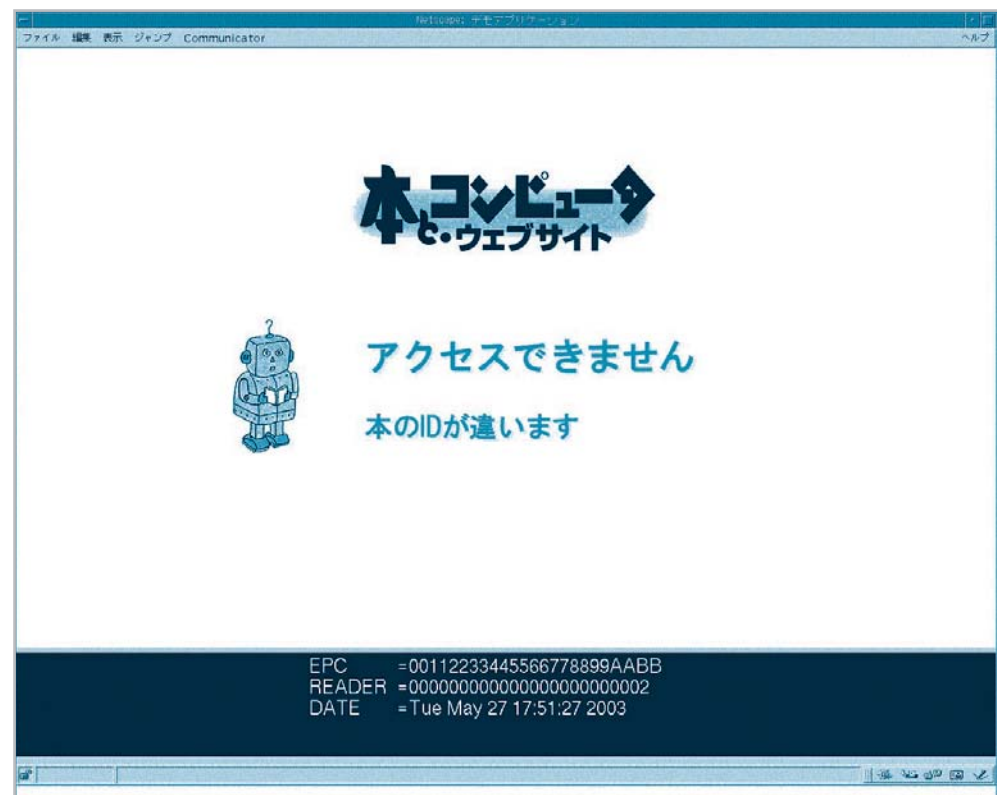 Netscape: デモアプリケーション
ファイル 編集 表示 ジャンプ Communicator ヘルプ
本とコンピュータ
・ウェブサイト
?
アクセスできません
本のIDが違います
EPC =00112233445566778899AABB
READER =000000000000000000000002
DATE =Tue May 27 17:51:27 2003